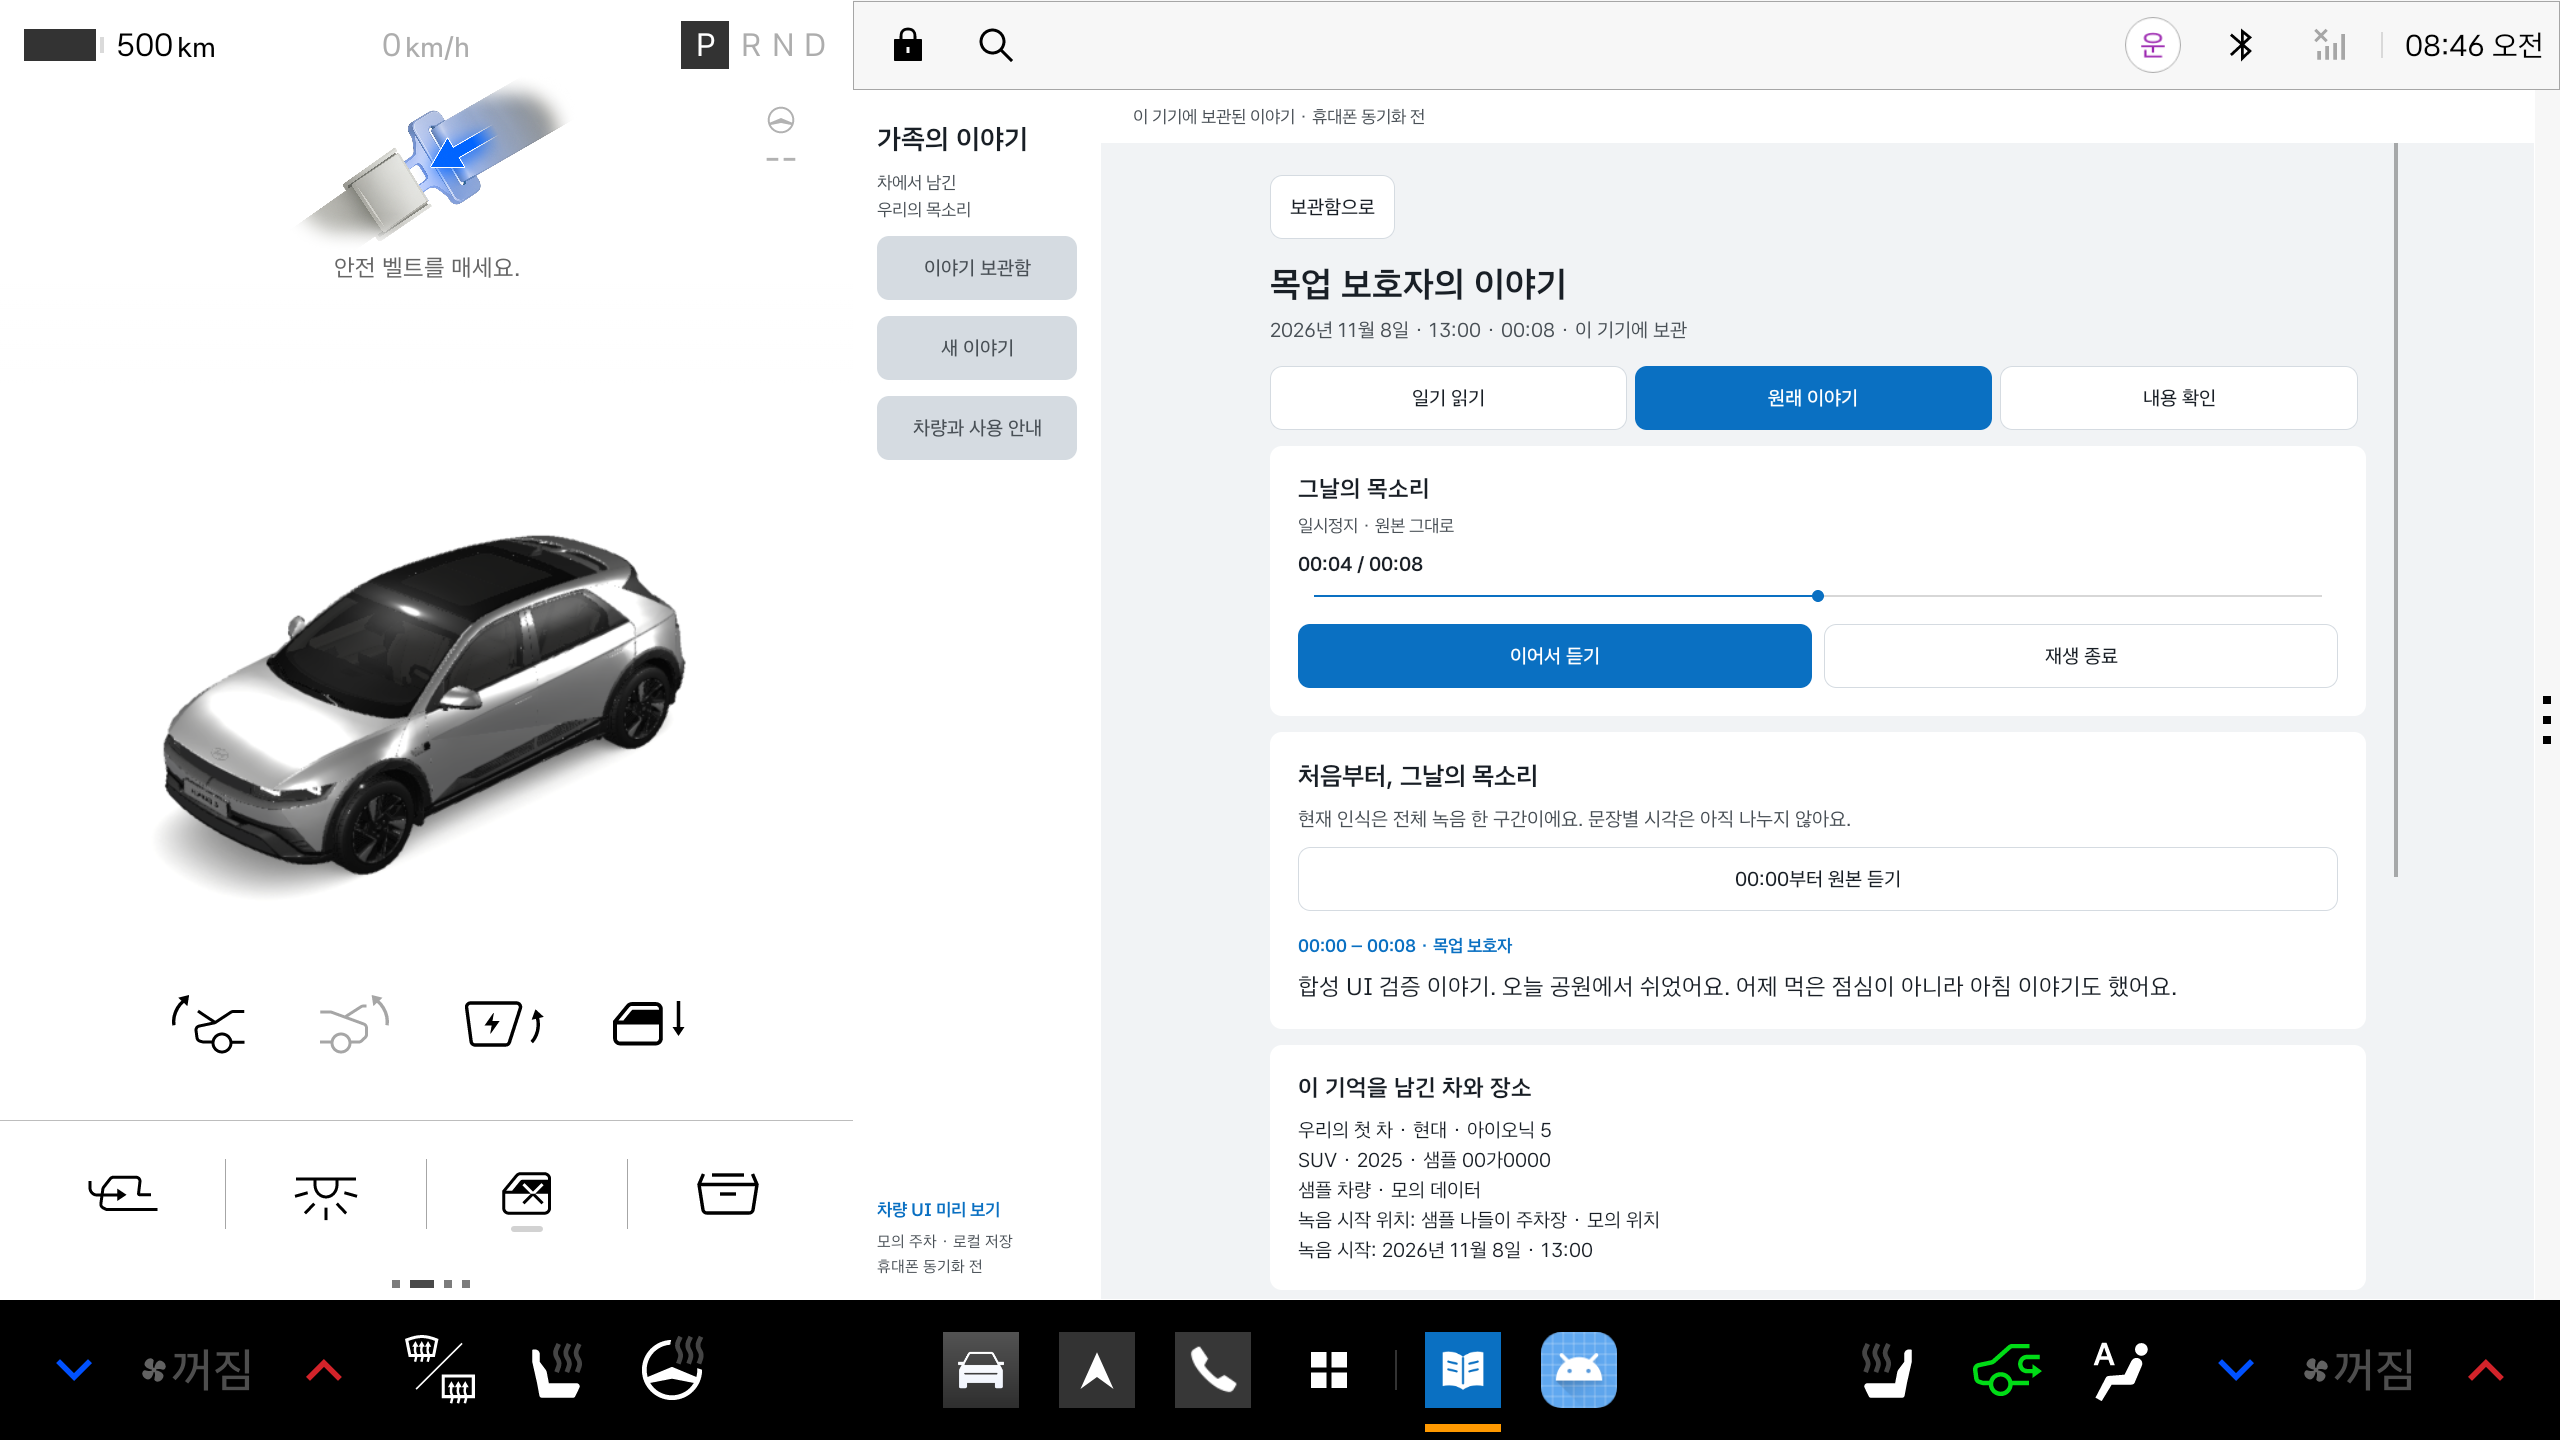 500 km
0 km/h
P R N D
안전 벨트를 매세요.
운
08:46 오전
가족의 이야기
차에서 남긴
우리의 목소리
이야기 보관함
새 이야기
차량과 사용 안내
차량 UI 미리 보기
모의 주차 · 로컬 저장
휴대폰 동기화 전
이 기기에 보관된 이야기 · 휴대폰 동기화 전
보관함으로
목업 보호자의 이야기
2026년 11월 8일 · 13:00 · 00:08 · 이 기기에 보관
일기 읽기
원래 이야기
내용 확인
그날의 목소리
일시정지 · 원본 그대로
00:04 / 00:08
이어서 듣기
재생 종료
처음부터, 그날의 목소리
현재 인식은 전체 녹음 한 구간이에요. 문장별 시각은 아직 나누지 않아요.
00:00부터 원본 듣기
00:00 – 00:08 · 목업 보호자
합성 UI 검증 이야기. 오늘 공원에서 쉬었어요. 어제 먹은 점심이 아니라 아침 이야기도 했어요.
이 기억을 남긴 차와 장소
우리의 첫 차 · 현대 · 아이오닉 5
SUV · 2025 · 샘플 00가0000
샘플 차량 · 모의 데이터
녹음 시작 위치: 샘플 나들이 주차장 · 모의 위치
녹음 시작: 2026년 11월 8일 · 13:00
꺼짐
A
꺼짐